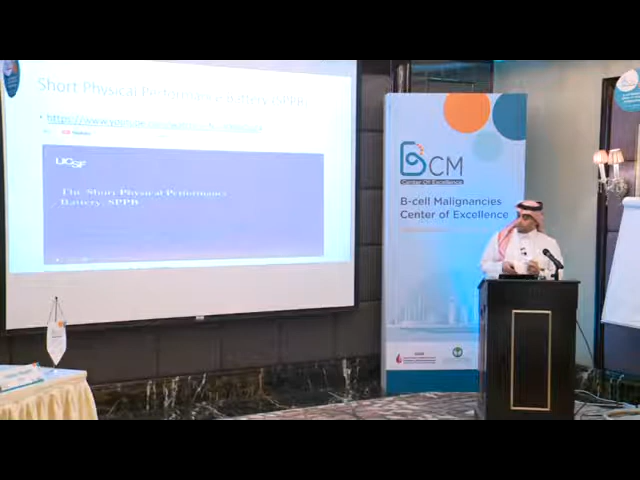 Short Physical Performance Battery, SPPB
UCSF
The Short Physical Performance
Battery, SPPB
BCM
Center Of Excellence
B-cell Malignancies
Center of Excellence